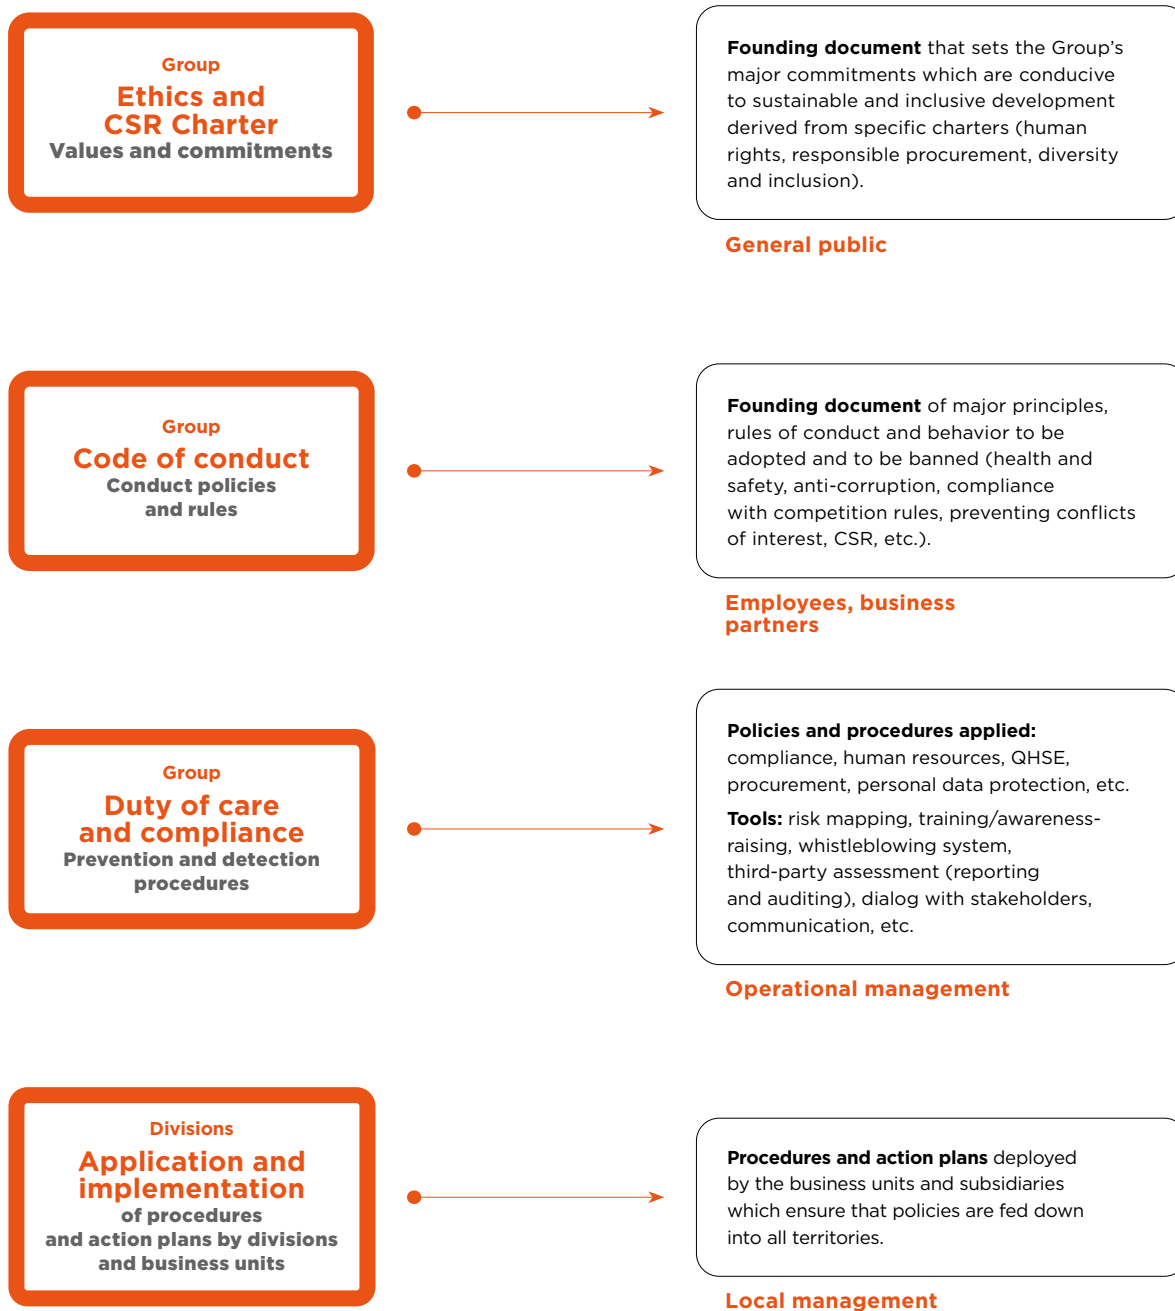 Group
Ethics and
CSR Charter
Values and commitments
Founding document that sets the Group's
major commitments which are conducive
to sustainable and inclusive development
derived from specific charters (human
rights, responsible procurement, diversity
and inclusion).
General public
Group
Code of conduct
Conduct policies
and rules
Founding document of major principles,
rules of conduct and behavior to be
adopted and to be banned (health and
safety, anti-corruption, compliance
with competition rules, preventing conflicts
of interest, CSR, etc.).
Employees, business
partners
Group
Duty of care
and compliance
Prevention and detection
procedures
Policies and procedures applied:
compliance, human resources, QHSE,
procurement, personal data protection, etc.
Tools: risk mapping, training/awareness-
raising, whistleblowing system,
third-party assessment (reporting
and auditing), dialog with stakeholders,
communication, etc.
Operational management
Divisions
Application and
implementation
of procedures
and action plans by divisions
and business units
Procedures and action plans deployed
by the business units and subsidiaries
which ensure that policies are fed down
into all territories.
Local management